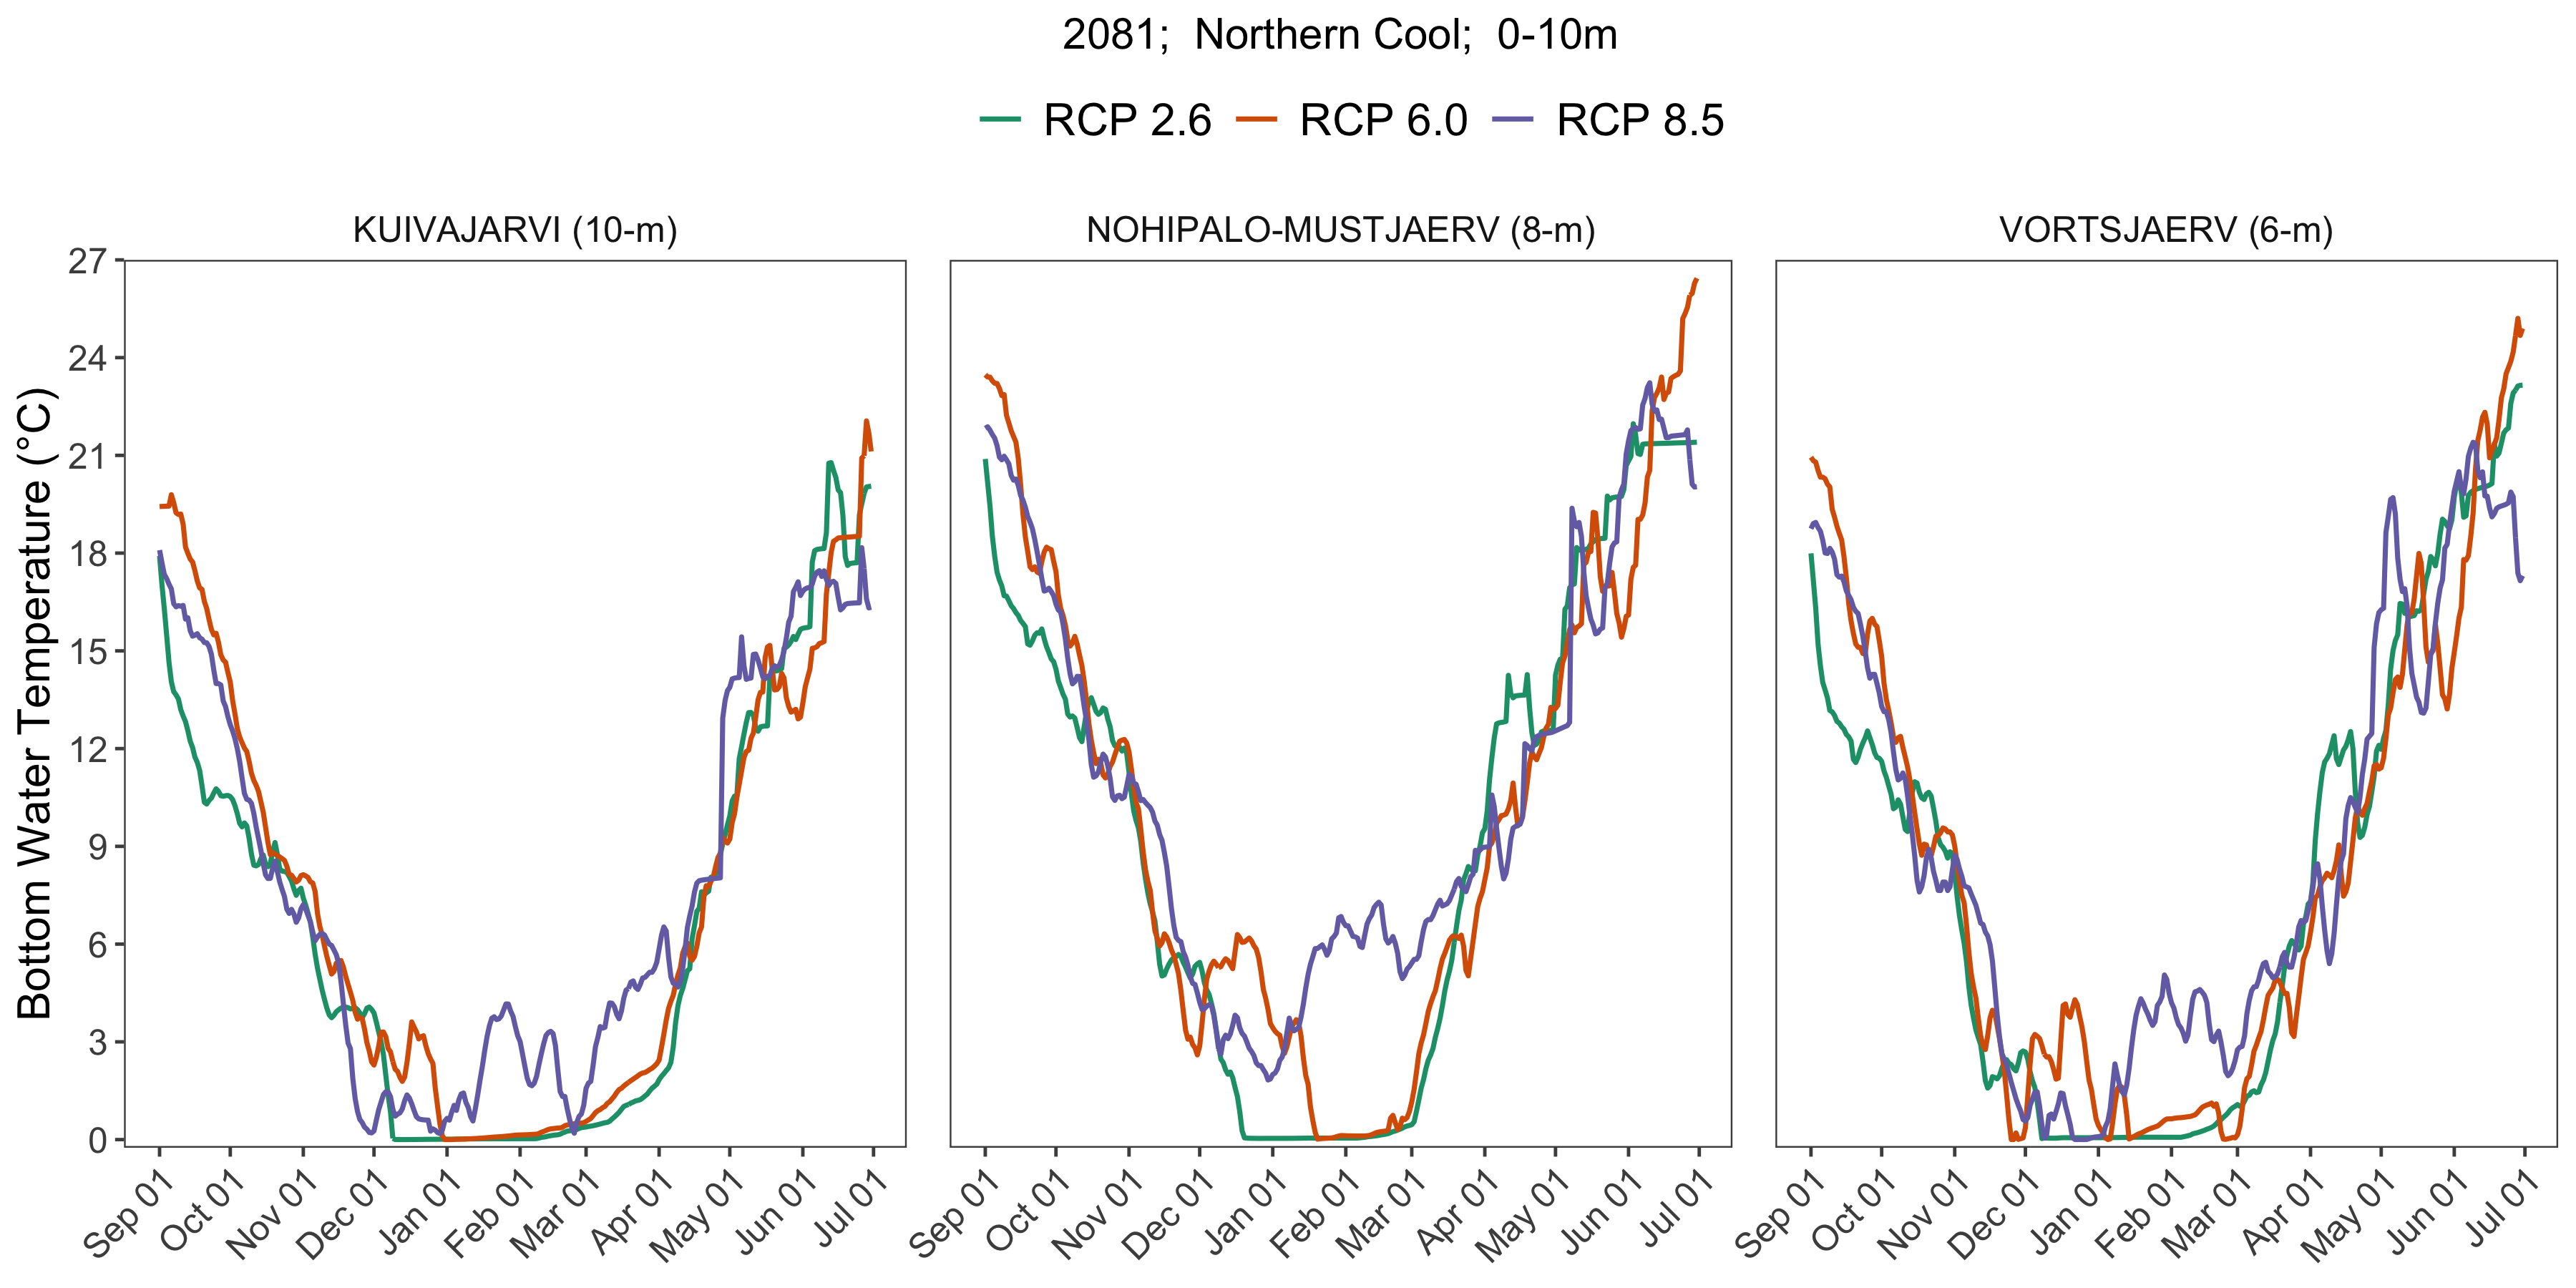 2081;  Northern Cool;  0-10m
RCP 2.6 RCP 6.0 RCP 8.5
KUIVAJARVI (10-m) NOHIPALO-MUSTJAERV (8-m) VORTSJAERV (6-m)
Bottom Water Temperature (°C)
27
24
21
18
15
12
9
6
3
0
Sep 01 Oct 01 Nov 01 Dec 01 Jan 01 Feb 01 Mar 01 Apr 01 May 01 Jun 01 Jul 01 Sep 01 Oct 01 Nov 01 Dec 01 Jan 01 Feb 01 Mar 01 Apr 01 May 01 Jun 01 Jul 01 Sep 01 Oct 01 Nov 01 Dec 01 Jan 01 Feb 01 Mar 01 Apr 01 May 01 Jun 01 Jul 01